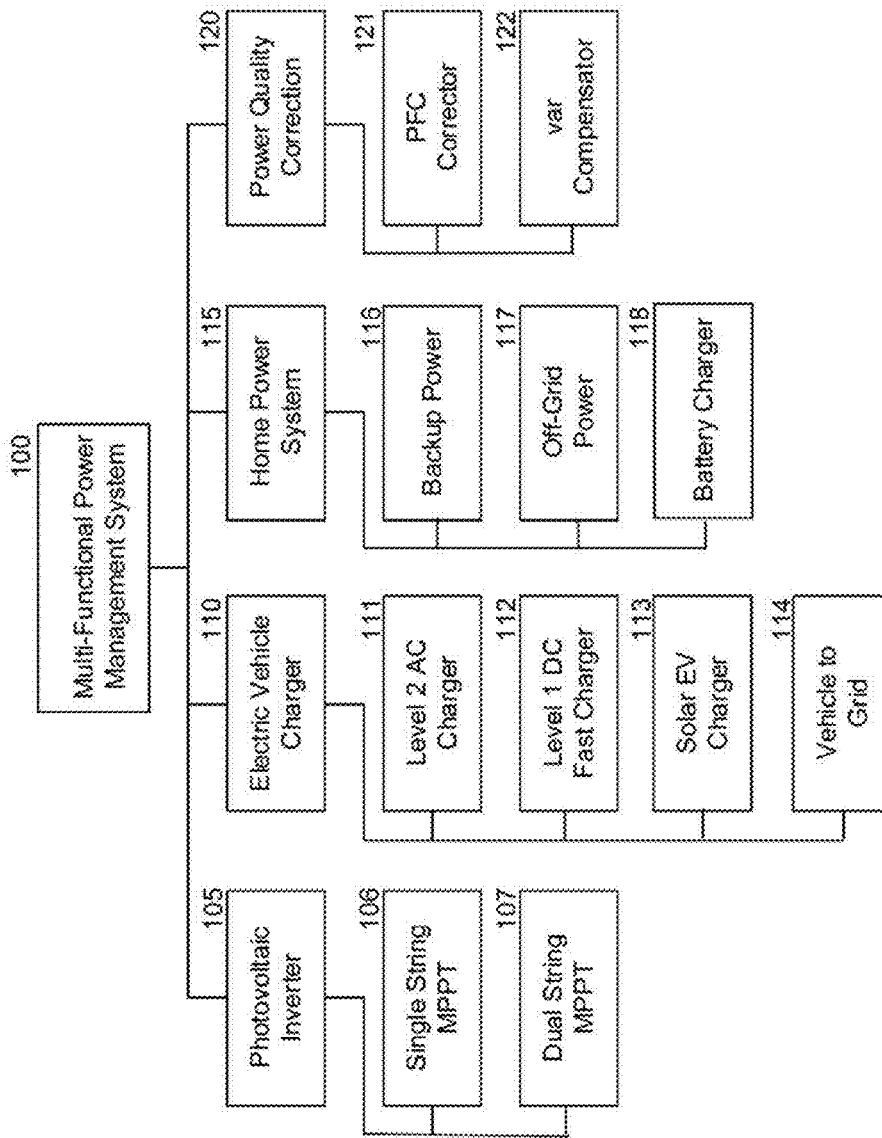 100
Multi-Functional Power
Management System
105
Photovoltaic
Inverter
106
Single String
MPPT
107
Dual String
MPPT
110
Electric Vehicle
Charger
111
Level 2 AC
Charger
112
Level 1 DC
Fast Charger
113
Solar EV
Charger
114
Vehicle to
Grid
115
Home Power
System
116
Backup Power
117
Off-Grid
Power
118
Battery Charger
120
Power Quality
Correction
121
PFC
Corrector
122
var
Compensator